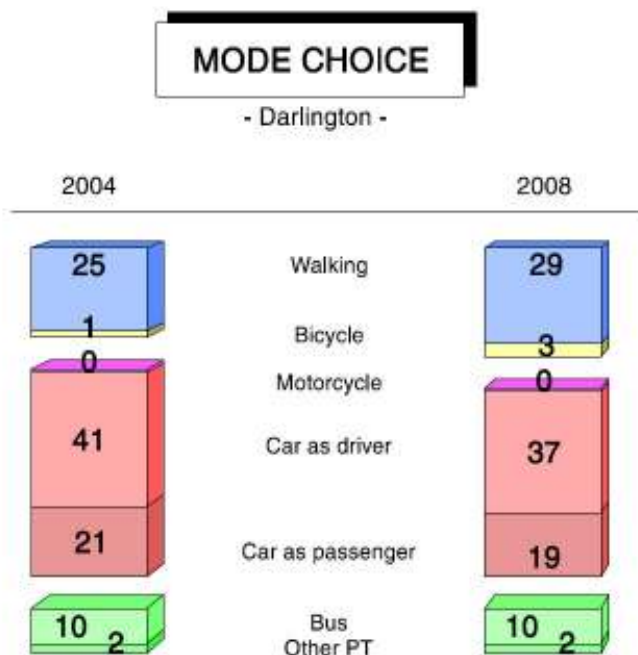 MODE CHOICE
- Darlington -
2004 2008
25 Walking 29
1 Bicycle 3
0 Motorcycle 0
41 Car as driver 37
21 Car as passenger 19
10 Bus 10
2 Other PT 2